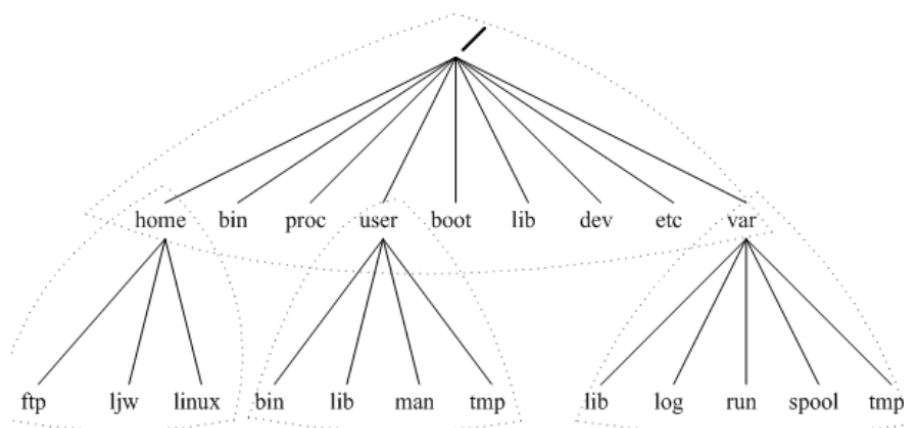 /
home bin proc user boot lib dev etc var
ftp ljw linux bin lib man tmp lib log run spool tmp